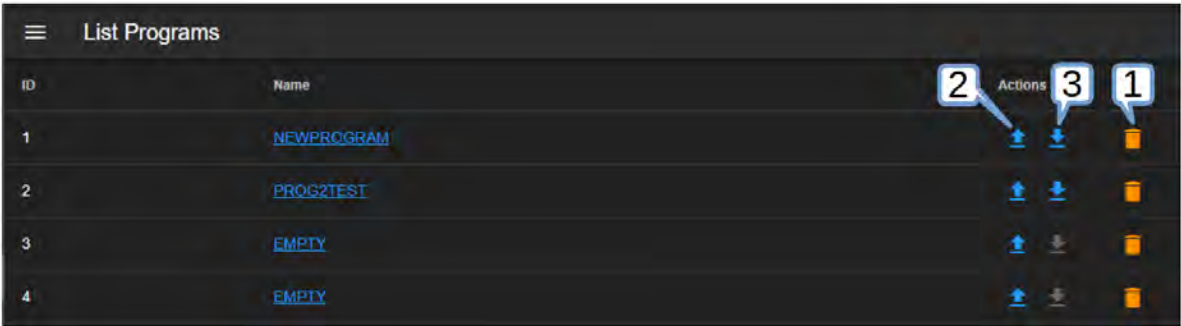 List Programs
ID Name Actions
2 3 1
1 NEWPROGRAM
2 PROG2TEST
3 EMPTY
4 EMPTY